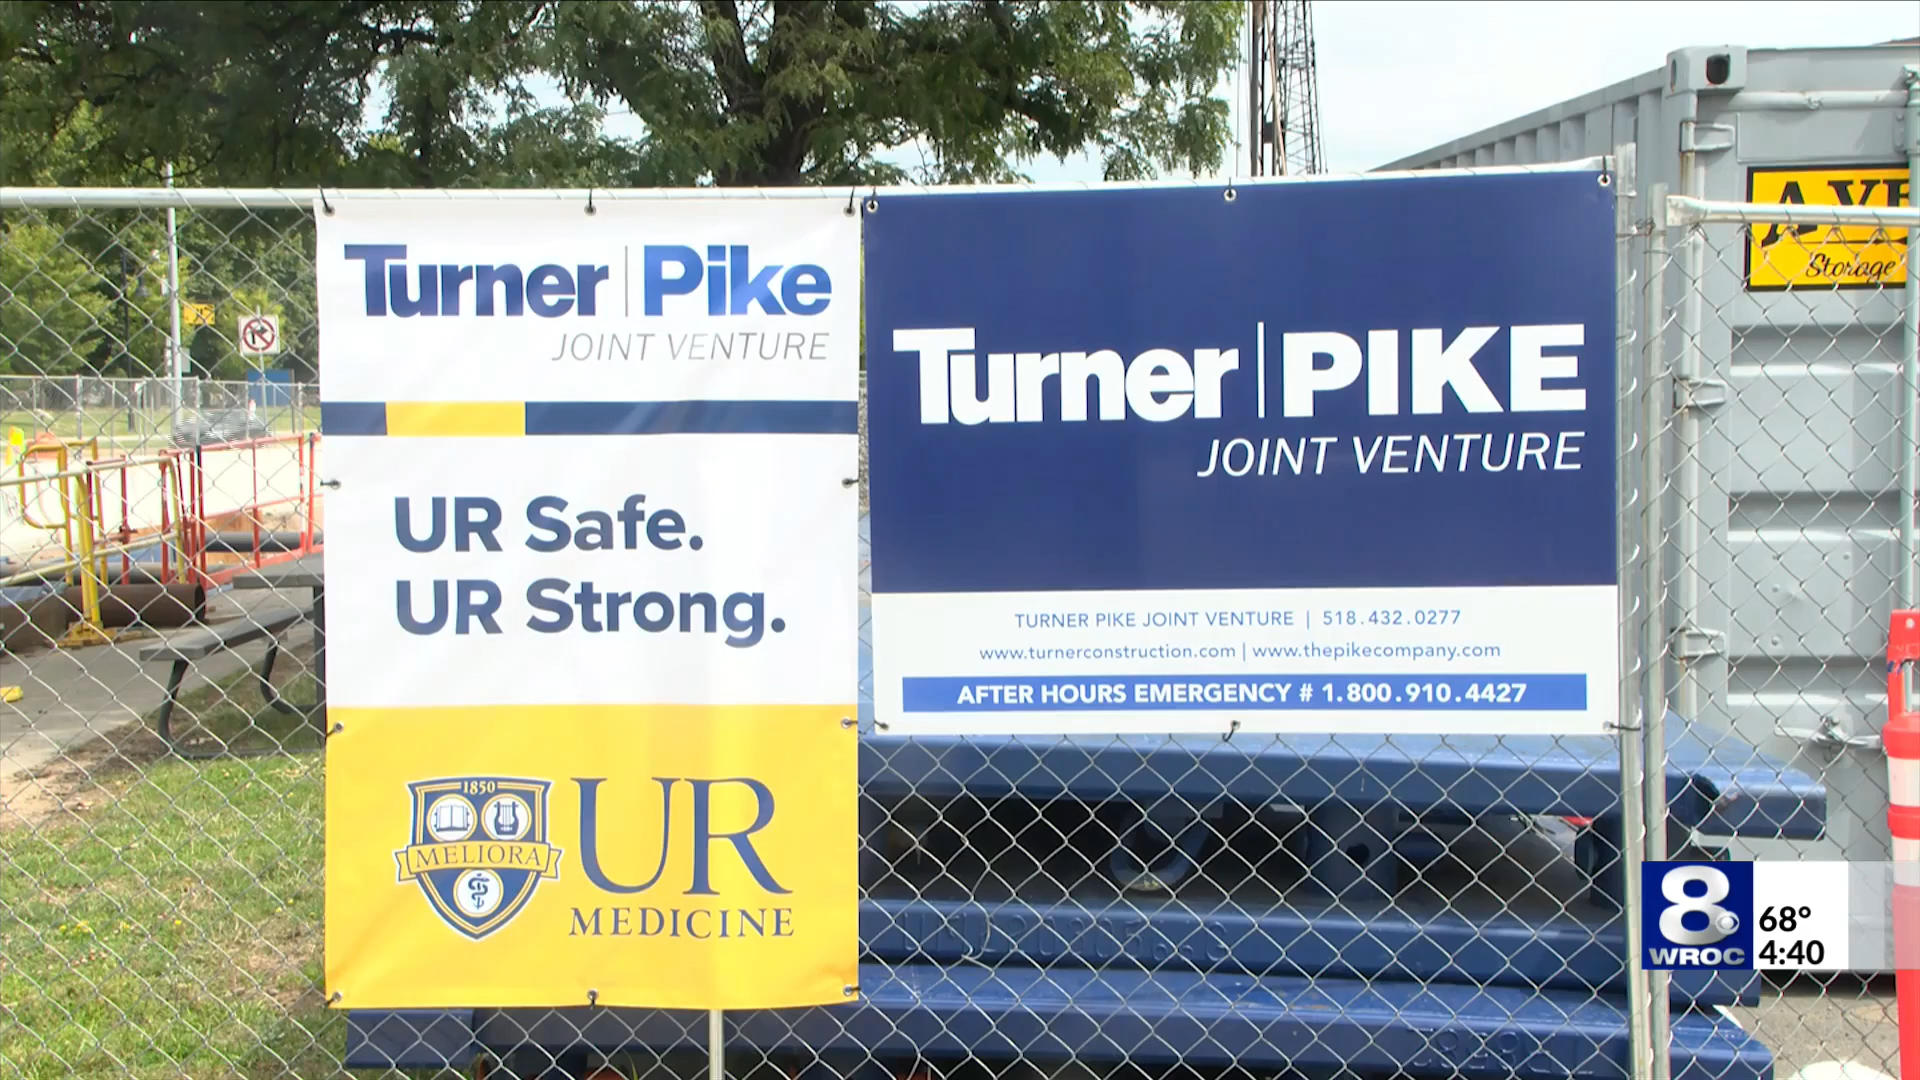 Turner | Pike
JOINT VENTURE
UR Safe.
UR Strong.
1850
MELIORA
UR
MEDICINE
Turner | PIKE
JOINT VENTURE
TURNER PIKE JOINT VENTURE | 518.432.0277
www.turnerconstruction.com | www.thepikecompany.com
AFTER HOURS EMERGENCY # 1.800.910.4427
Storage
8
WROC
68°
4:40